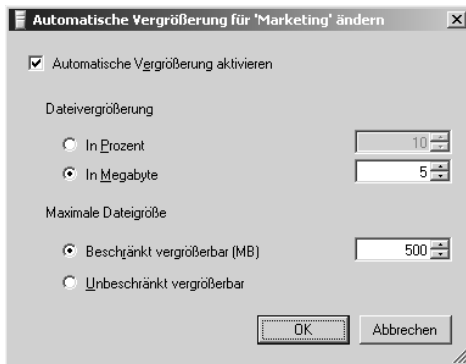 Automatische Vergrößerung für 'Marketing' ändern
Automatische Vergrößerung aktivieren
Dateivergrößerung
In Prozent 10
In Megabyte 5
Maximale Dateigröße
Beschränkt vergrößerbar (MB) 500
Unbeschränkt vergrößerbar
OK Abbrechen